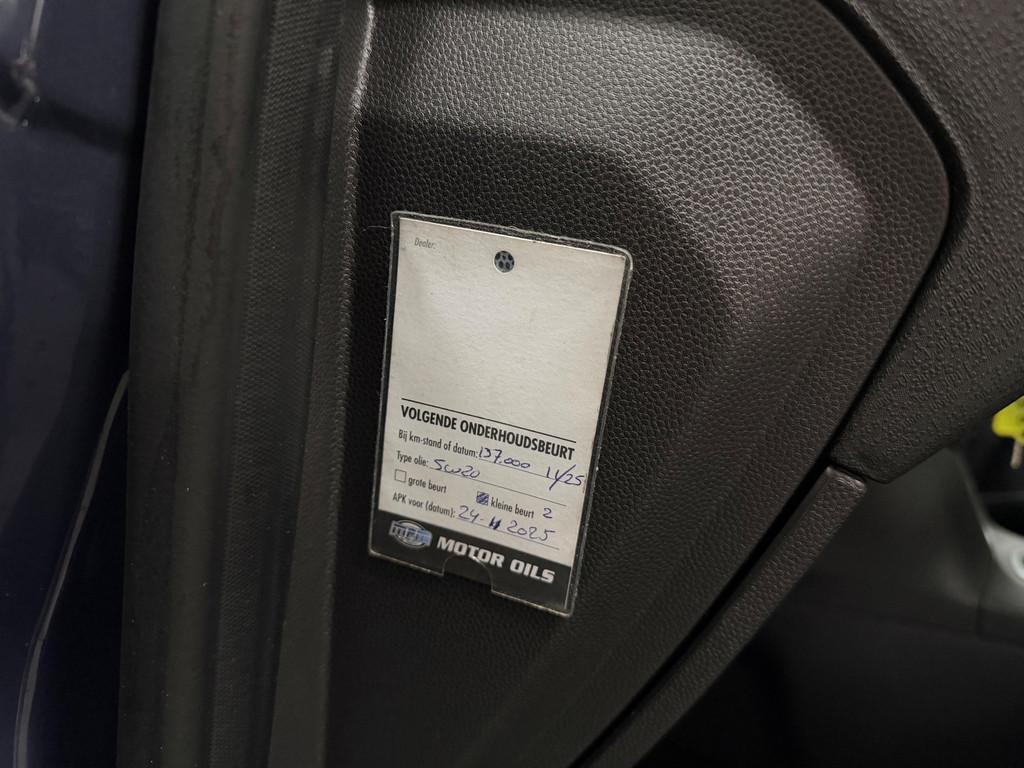 Dealer:
VOLGENDE ONDERHOUDSBEURT
Bij km-stand of datum: 137.000 11/25
Type olie: 5w20
grote beurt kleine beurt 2
APK voor (datum): 24-11 2025
MPM MOTOR OILS